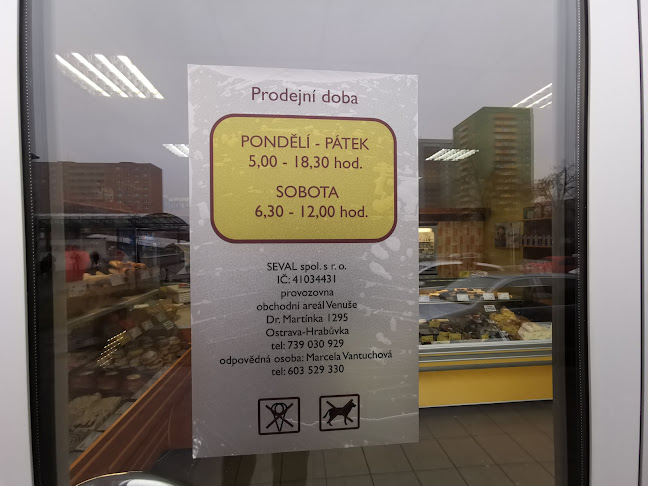 Prodejní doba
PONDĚLÍ - PÁTEK
5,00 - 18,30 hod.
SOBOTA
6,30 - 12,00 hod.
SEVAL spol. s r. o.
IČ: 41034431
provozovna
obchodní areál Venuše
Dr. Martínka 1295
Ostrava-Hrabůvka
tel: 739 030 929
odpovědná osoba: Marcela Vantuchová
tel: 603 529 330